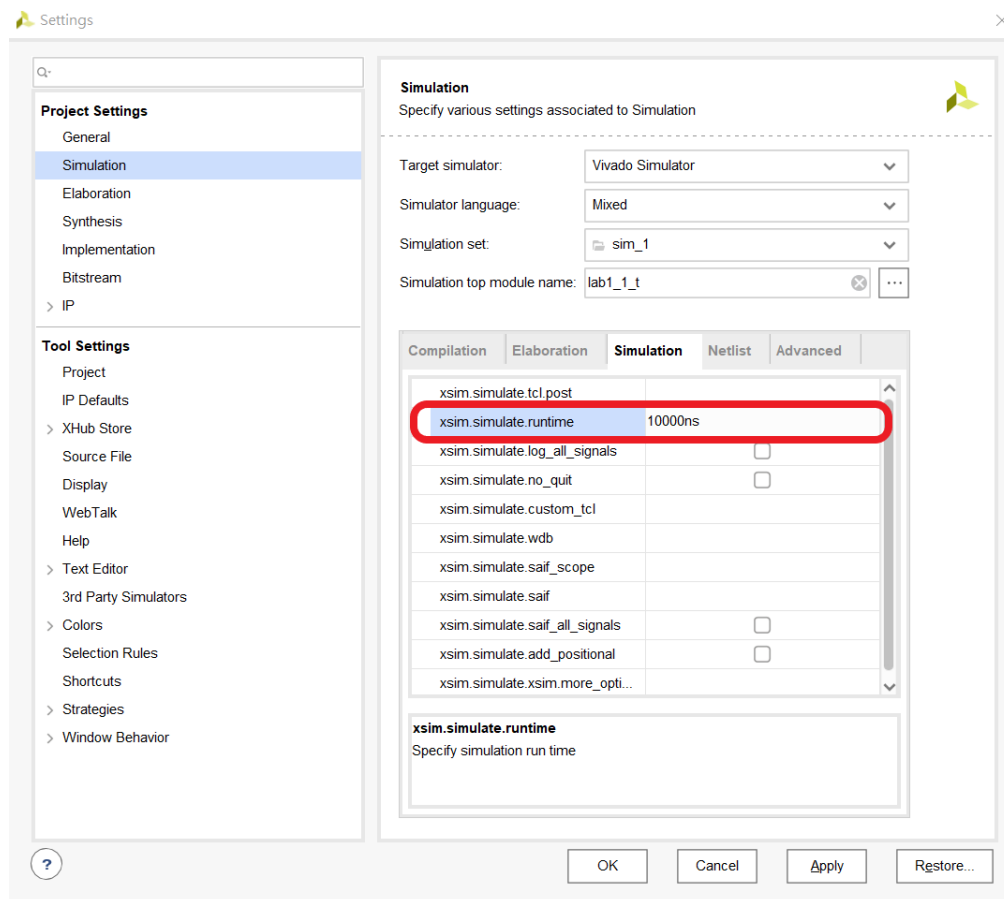 Settings
Project Settings
General
Simulation
Elaboration
Synthesis
Implementation
Bitstream
IP
Tool Settings
Project
IP Defaults
XHub Store
Source File
Display
WebTalk
Help
Text Editor
3rd Party Simulators
Colors
Selection Rules
Shortcuts
Strategies
Window Behavior
Simulation
Specify various settings associated to Simulation
Target simulator: Vivado Simulator
Simulator language: Mixed
Simulation set: sim_1
Simulation top module name: lab1_1_t ...
Compilation Elaboration Simulation Netlist Advanced
xsim.simulate.tcl.post
xsim.simulate.runtime 10000ns
xsim.simulate.log_all_signals
xsim.simulate.no_quit
xsim.simulate.custom_tcl
xsim.simulate.wdb
xsim.simulate.saif_scope
xsim.simulate.saif
xsim.simulate.saif_all_signals
xsim.simulate.add_positional
xsim.simulate.xsim.more_opti...
xsim.simulate.runtime
Specify simulation run time
? OK Cancel Apply Restore...